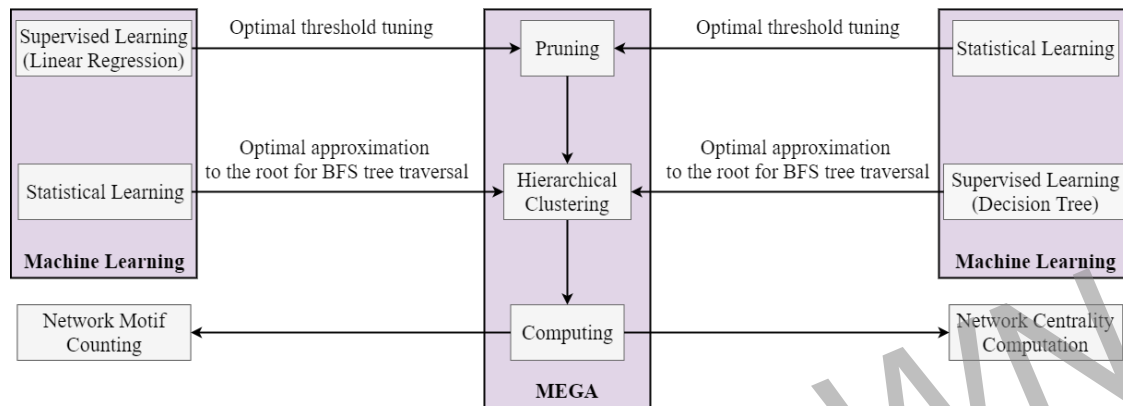 Supervised Learning
(Linear Regression)
Optimal threshold tuning
Pruning
Optimal threshold tuning
Statistical Learning
Statistical Learning
Optimal approximation
to the root for BFS tree traversal
Hierarchical
Clustering
Optimal approximation
to the root for BFS tree traversal
Supervised Learning
(Decision Tree)
Machine Learning
Machine Learning
Network Motif
Counting
Computing
Network Centrality
Computation
MEGA
WN